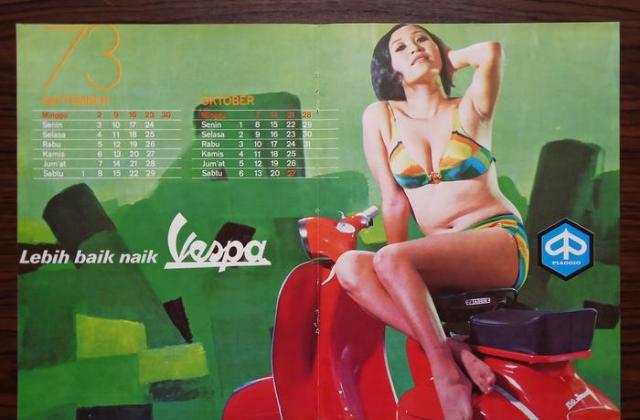 73
SEPTEMBER
Minggu 2 9 16 23 30
Senin 3 10 17 24
Selasa 4 11 18 25
Rabu 5 12 19 26
Kamis 6 13 20 27
Jum'at 7 14 21 28
Sabtu 1 8 15 22 29
OKTOBER
Minggu 7 14 21 28
Senin 1 8 15 22 29
Selasa 2 9 16 23 30
Rabu 3 10 17 24 31
Kamis 4 11 18 25
Jum'at 5 12 19 26
Sabtu 6 13 20 27
Lebih baik naik Vespa
PIAGGIO